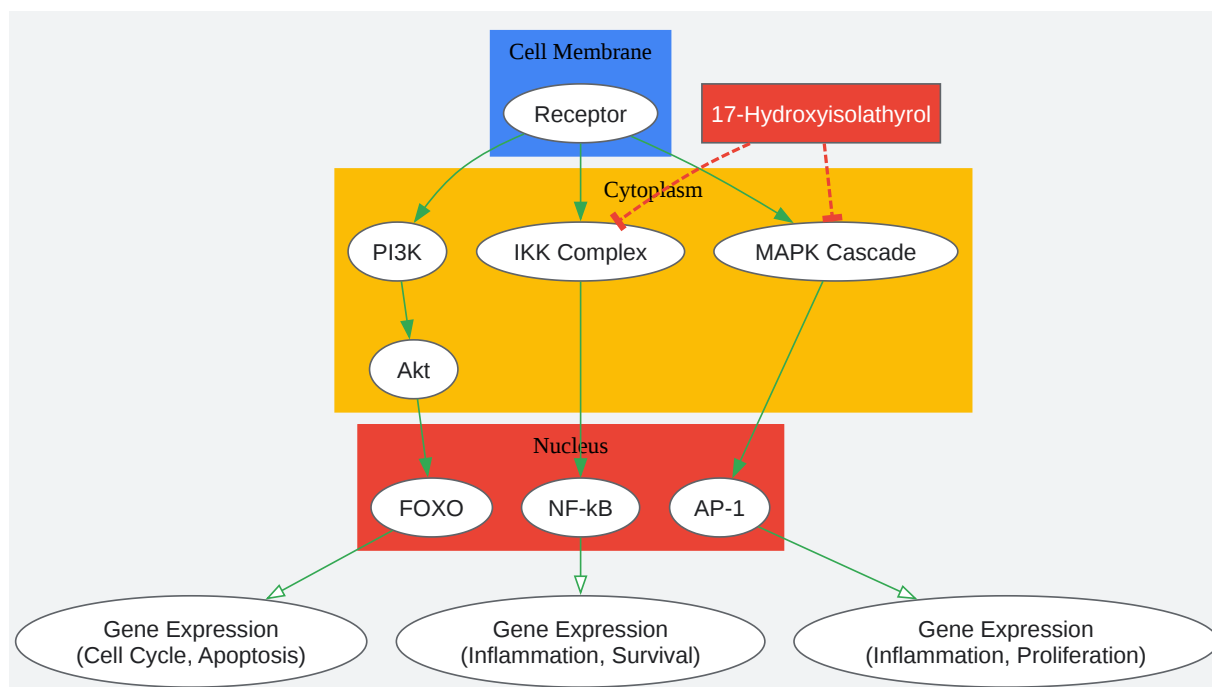 Cell Membrane
Receptor
17-Hydroxyisolathyrol
Cytoplasm
PI3K
IKK Complex
MAPK Cascade
Akt
Nucleus
FOXO
NF-kB
AP-1
Gene Expression
(Cell Cycle, Apoptosis)
Gene Expression
(Inflammation, Survival)
Gene Expression
(Inflammation, Proliferation)